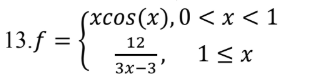 13.f = { xcos(x), 0 < x < 1
12/(3x−3), 1 ≤ x